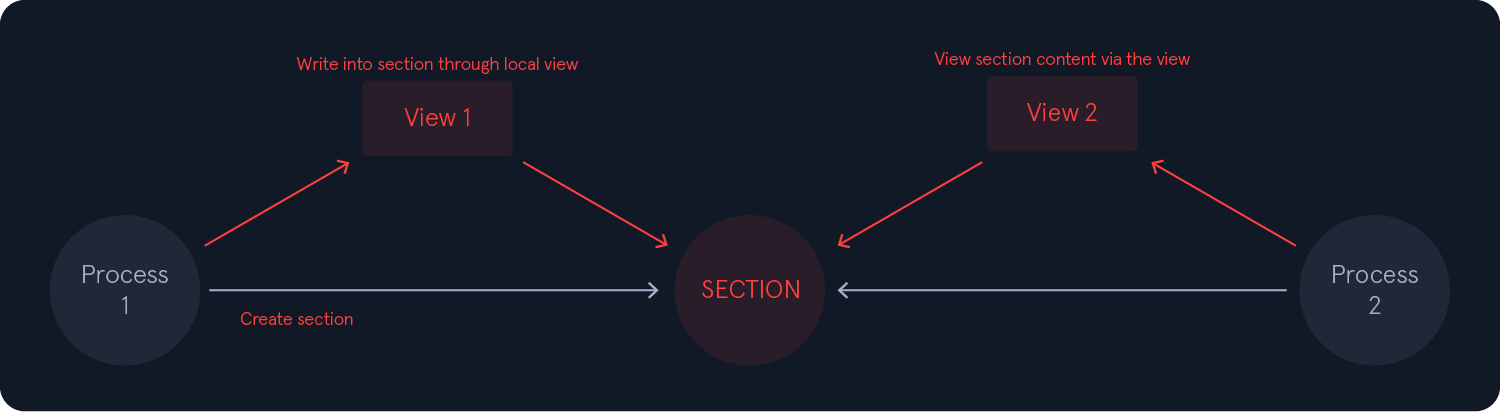 Write into section through local view
View 1
View section content via the view
View 2
Process
1
Create section
SECTION
Process
2